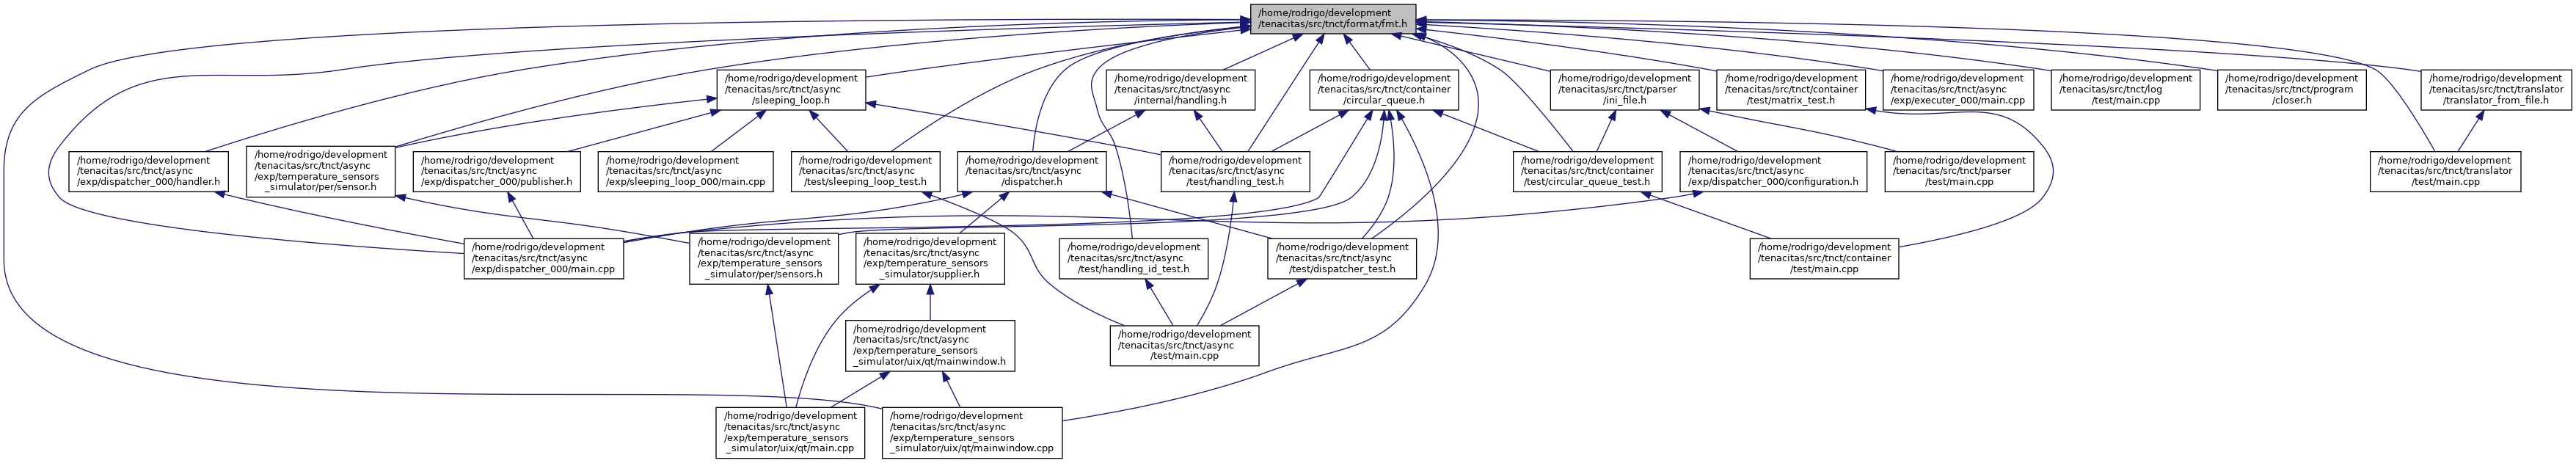 /home/rodrigo/development
/tenacitas/src/tnct/format/fmt.h
/home/rodrigo/development
/tenacitas/src/tnct/async
/sleeping_loop.h
/home/rodrigo/development
/tenacitas/src/tnct/async
/internal/handling.h
/home/rodrigo/development
/tenacitas/src/tnct/container
/circular_queue.h
/home/rodrigo/development
/tenacitas/src/tnct/parser
/ini_file.h
/home/rodrigo/development
/tenacitas/src/tnct/container
/test/matrix_test.h
/home/rodrigo/development
/tenacitas/src/tnct/async
/exp/executer_000/main.cpp
/home/rodrigo/development
/tenacitas/src/tnct/log
/test/main.cpp
/home/rodrigo/development
/tenacitas/src/tnct/program
/closer.h
/home/rodrigo/development
/tenacitas/src/tnct/translator
/translator_from_file.h
/home/rodrigo/development
/tenacitas/src/tnct/async
/exp/dispatcher_000/handler.h
/home/rodrigo/development
/tenacitas/src/tnct/async
/exp/temperature_sensors
_simulator/per/sensor.h
/home/rodrigo/development
/tenacitas/src/tnct/async
/exp/dispatcher_000/publisher.h
/home/rodrigo/development
/tenacitas/src/tnct/async
/exp/sleeping_loop_000/main.cpp
/home/rodrigo/development
/tenacitas/src/tnct/async
/test/sleeping_loop_test.h
/home/rodrigo/development
/tenacitas/src/tnct/async
/dispatcher.h
/home/rodrigo/development
/tenacitas/src/tnct/async
/test/handling_test.h
/home/rodrigo/development
/tenacitas/src/tnct/container
/test/circular_queue_test.h
/home/rodrigo/development
/tenacitas/src/tnct/async
/exp/dispatcher_000/configuration.h
/home/rodrigo/development
/tenacitas/src/tnct/parser
/test/main.cpp
/home/rodrigo/development
/tenacitas/src/tnct/translator
/test/main.cpp
/home/rodrigo/development
/tenacitas/src/tnct/async
/exp/dispatcher_000/main.cpp
/home/rodrigo/development
/tenacitas/src/tnct/async
/exp/temperature_sensors
_simulator/per/sensors.h
/home/rodrigo/development
/tenacitas/src/tnct/async
/exp/temperature_sensors
_simulator/supplier.h
/home/rodrigo/development
/tenacitas/src/tnct/async
/test/handling_id_test.h
/home/rodrigo/development
/tenacitas/src/tnct/async
/test/dispatcher_test.h
/home/rodrigo/development
/tenacitas/src/tnct/container
/test/main.cpp
/home/rodrigo/development
/tenacitas/src/tnct/async
/exp/temperature_sensors
_simulator/uix/qt/mainwindow.h
/home/rodrigo/development
/tenacitas/src/tnct/async
/test/main.cpp
/home/rodrigo/development
/tenacitas/src/tnct/async
/exp/temperature_sensors
_simulator/uix/qt/main.cpp
/home/rodrigo/development
/tenacitas/src/tnct/async
/exp/temperature_sensors
_simulator/uix/qt/mainwindow.cpp